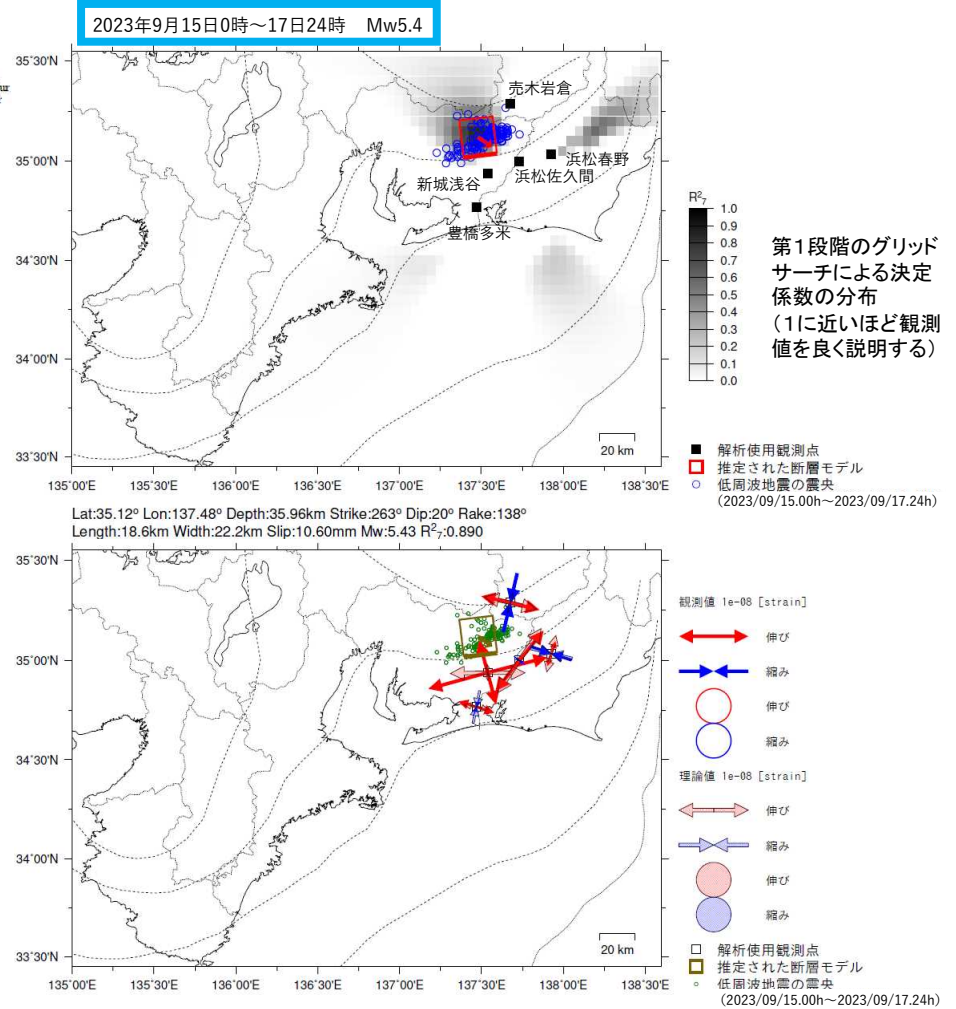 2023年9月15日0時～17日24時　Mw5.4
35°30'N
35°00'N
34°30'N
34°00'N
33°30'N
売木岩倉
浜松春野
浜松佐久間
新城浅谷
豊橋多米
20 km
135°00'E
135°30'E
136°00'E
136°30'E
137°00'E
137°30'E
138°00'E
138°30'E
R²₇
1.0
0.9
0.8
0.7
0.6
0.5
0.4
0.3
0.2
0.1
0.0
第１段階のグリッド
サーチによる決定
係数の分布
（１に近いほど観測
値を良く説明する）
解析使用観測点
推定された断層モデル
低周波地震の震央
(2023/09/15.00h～2023/09/17.24h)
Lat:35.12° Lon:137.48° Depth:35.96km Strike:263° Dip:20° Rake:138°
Length:18.6km Width:22.2km Slip:10.60mm Mw:5.43 R²₇:0.890
35°30'N
35°00'N
34°30'N
34°00'N
33°30'N
20 km
135°00'E
135°30'E
136°00'E
136°30'E
137°00'E
137°30'E
138°00'E
138°30'E
観測値 1e-08 [strain]
伸び
縮み
伸び
縮み
理論値 1e-08 [strain]
伸び
縮み
伸び
縮み
解析使用観測点
推定された断層モデル
低周波地震の震央
(2023/09/15.00h～2023/09/17.24h)